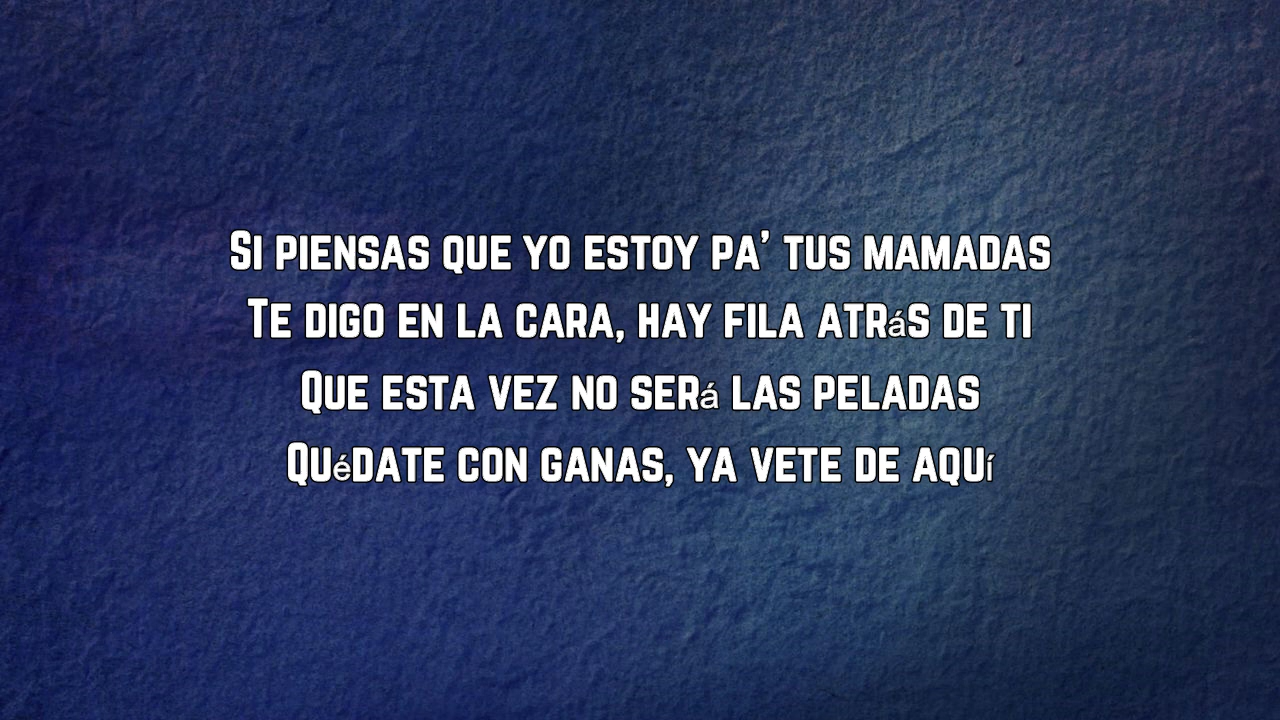 Si piensas que yo estoy pa' tus mamadas
Te digo en la cara, hay fila atrás de ti
Que esta vez no será las peladas
Quédate con ganas, ya vete de aquí